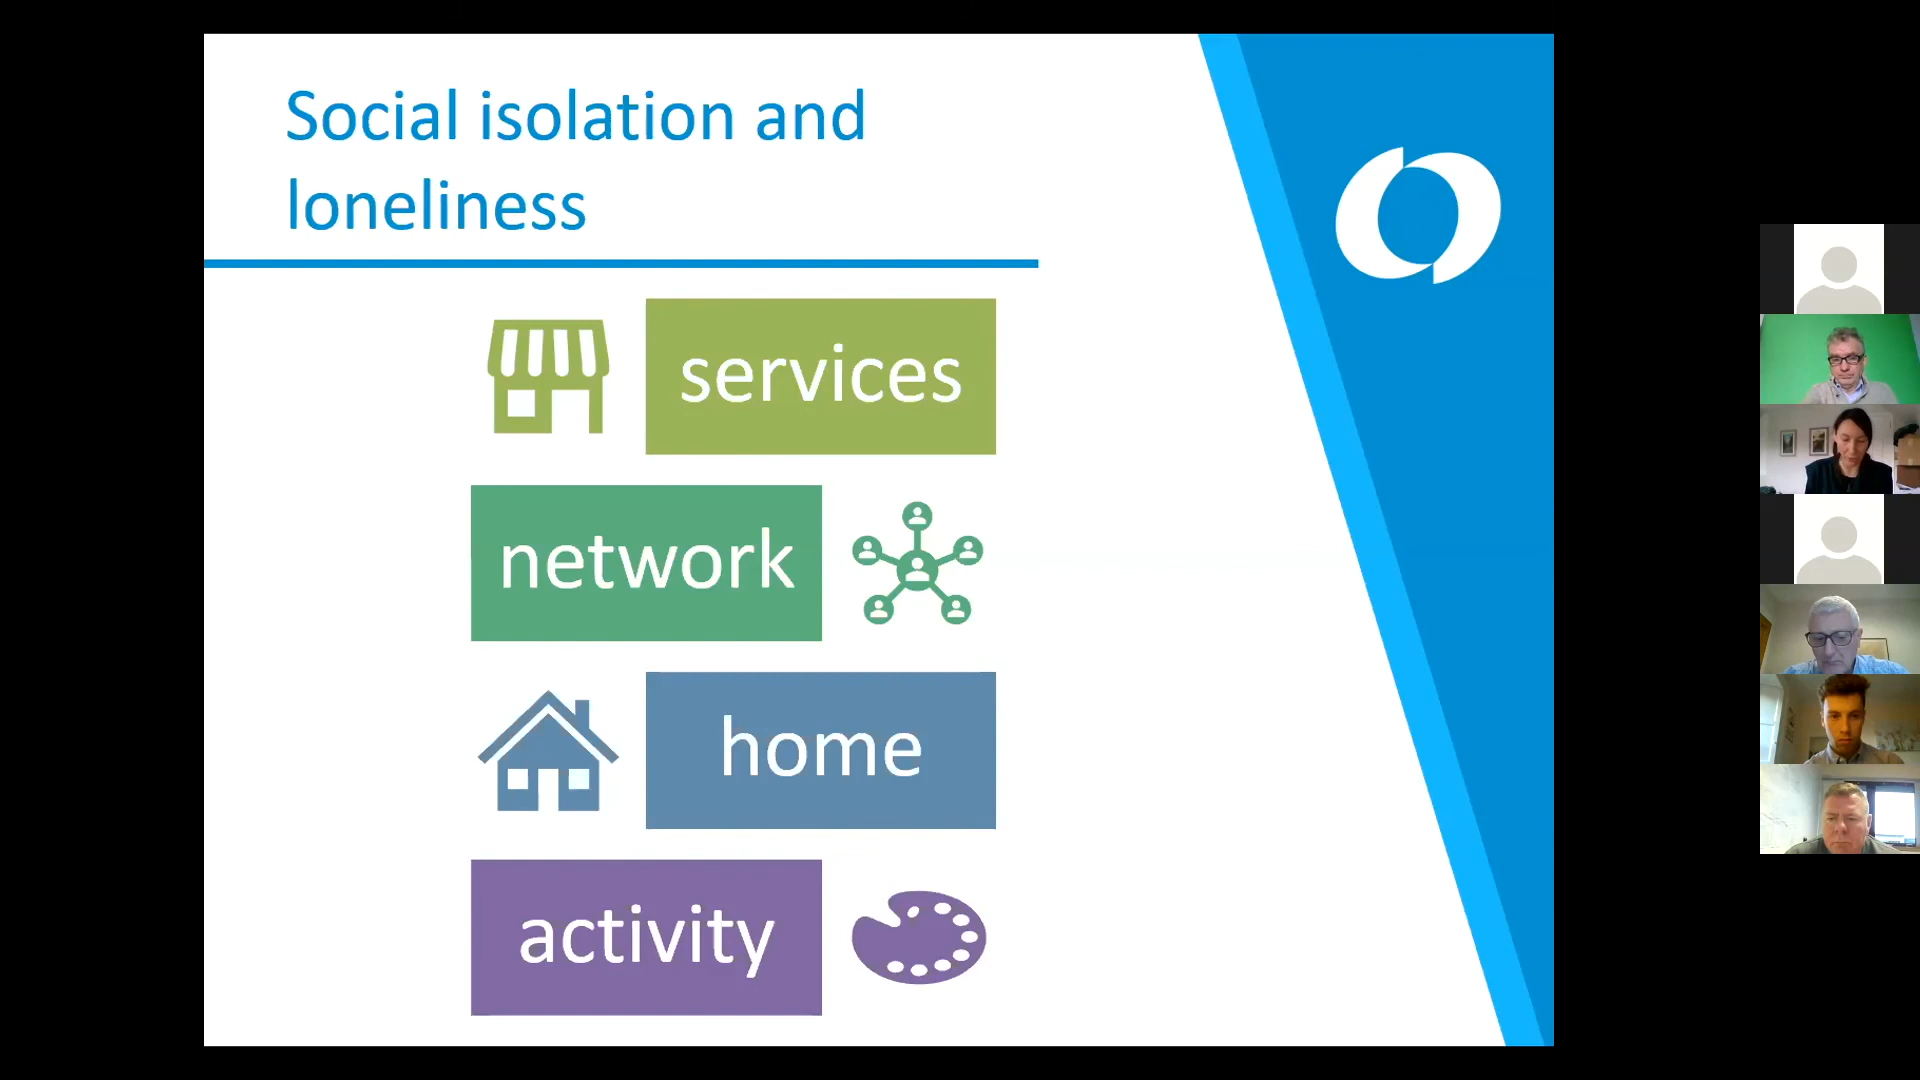 Social isolation and
loneliness
services
network
home
activity